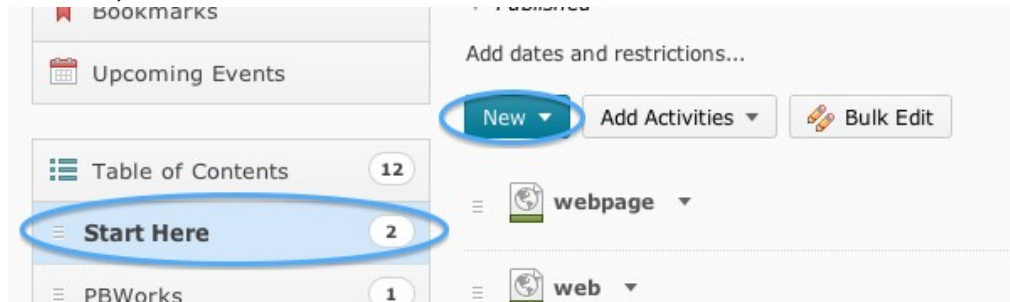 Bookmarks
Upcoming Events
Table of Contents 12
Start Here 2
PBWorks 1
Published
Add dates and restrictions...
New Add Activities Bulk Edit
webpage
web